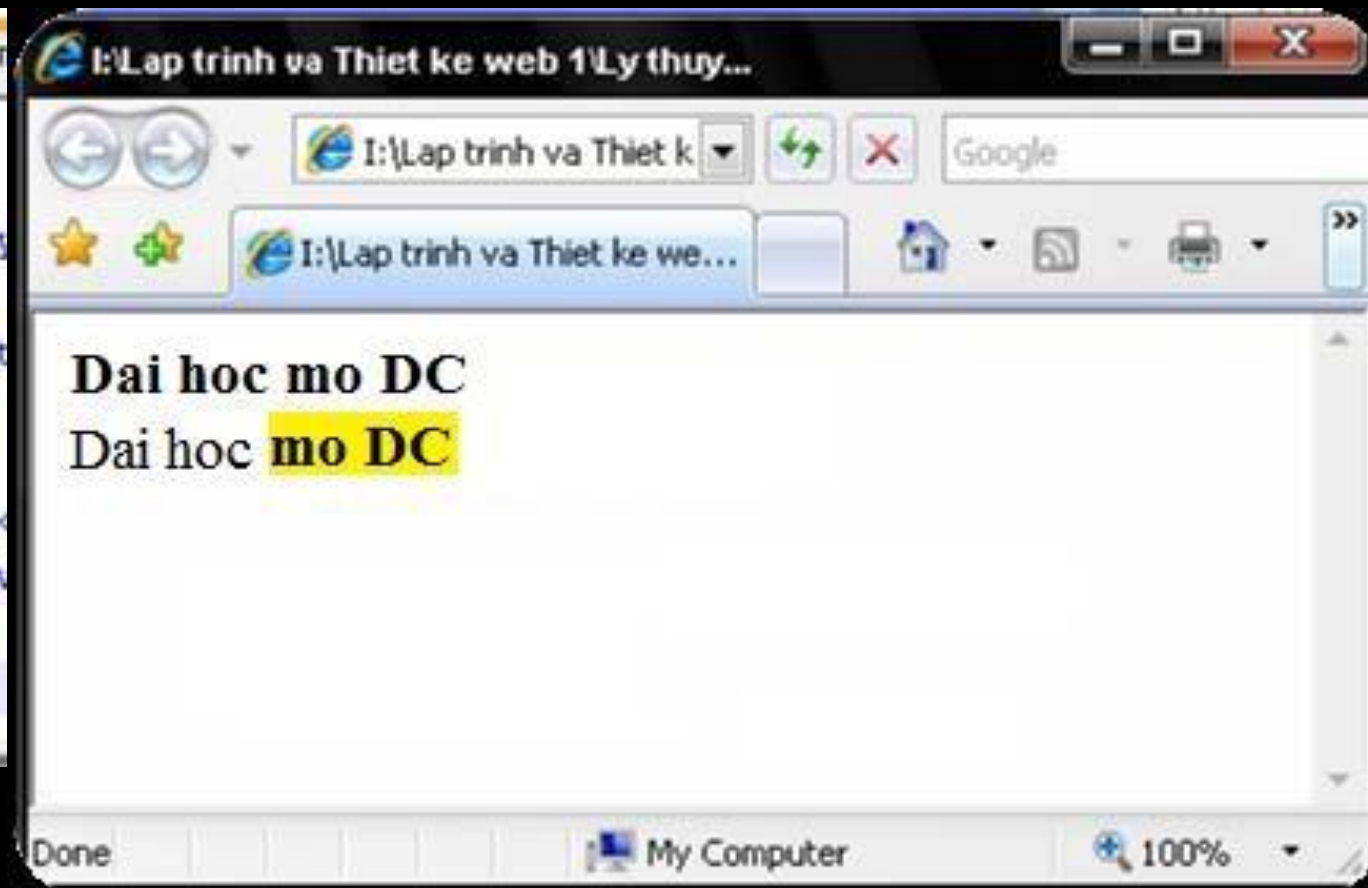 I:\Lap trinh va Thiet ke web 1\Ly thuy...
I:\Lap trinh va Thiet k
Google
I:\Lap trinh va Thiet ke we...
Dai hoc mo DC
Dai hoc mo DC
Done
My Computer
100%